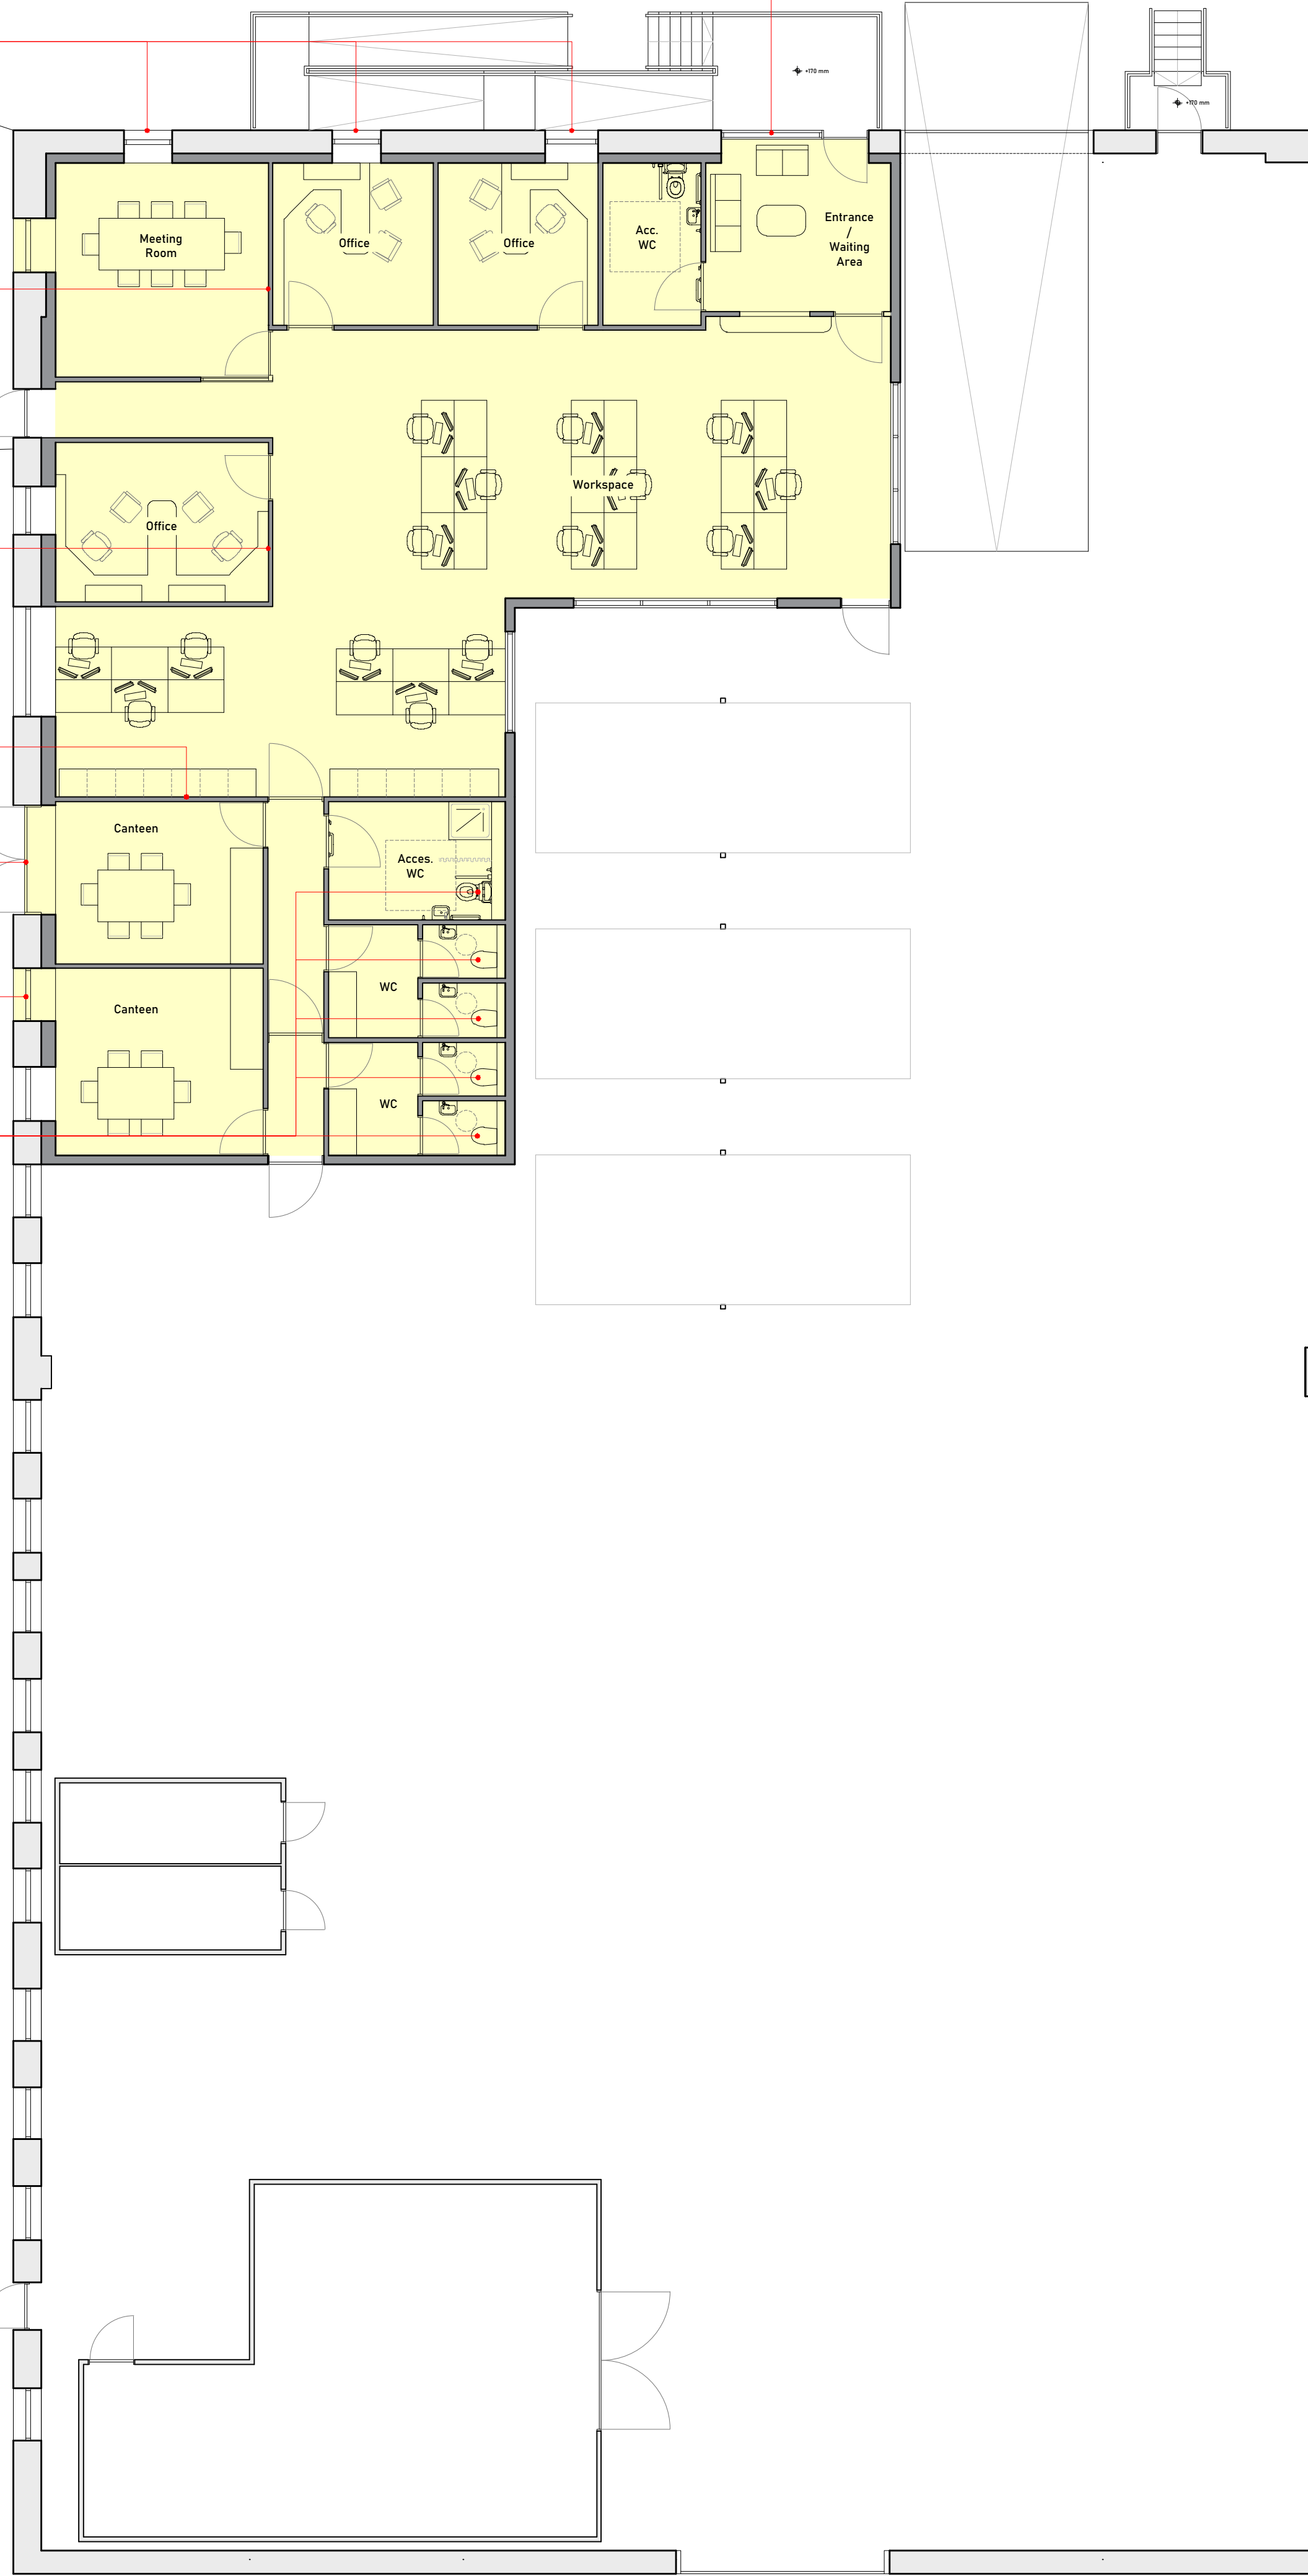 +170 mm
+170 mm
Meeting
Room
Office
Office
Acc.
WC
Entrance
/
Waiting
Area
Workspace
Office
Canteen
Acces.
WC
WC
Canteen
WC